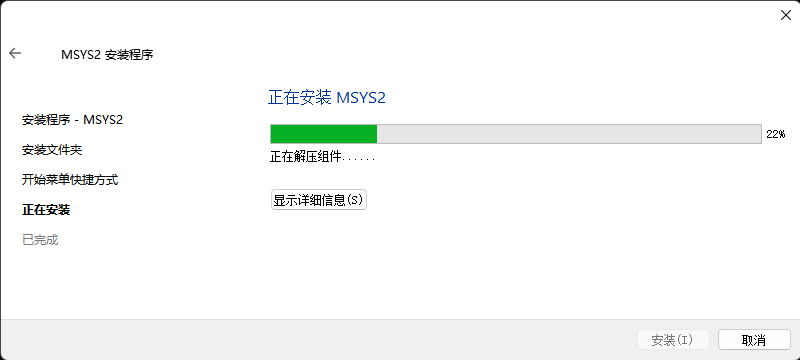 MSYS2 安装程序
正在安装 MSYS2
安装程序 - MSYS2
安装文件夹
开始菜单快捷方式
正在安装
已完成
22%
正在解压组件......
显示详细信息(S)
安装(I)
取消